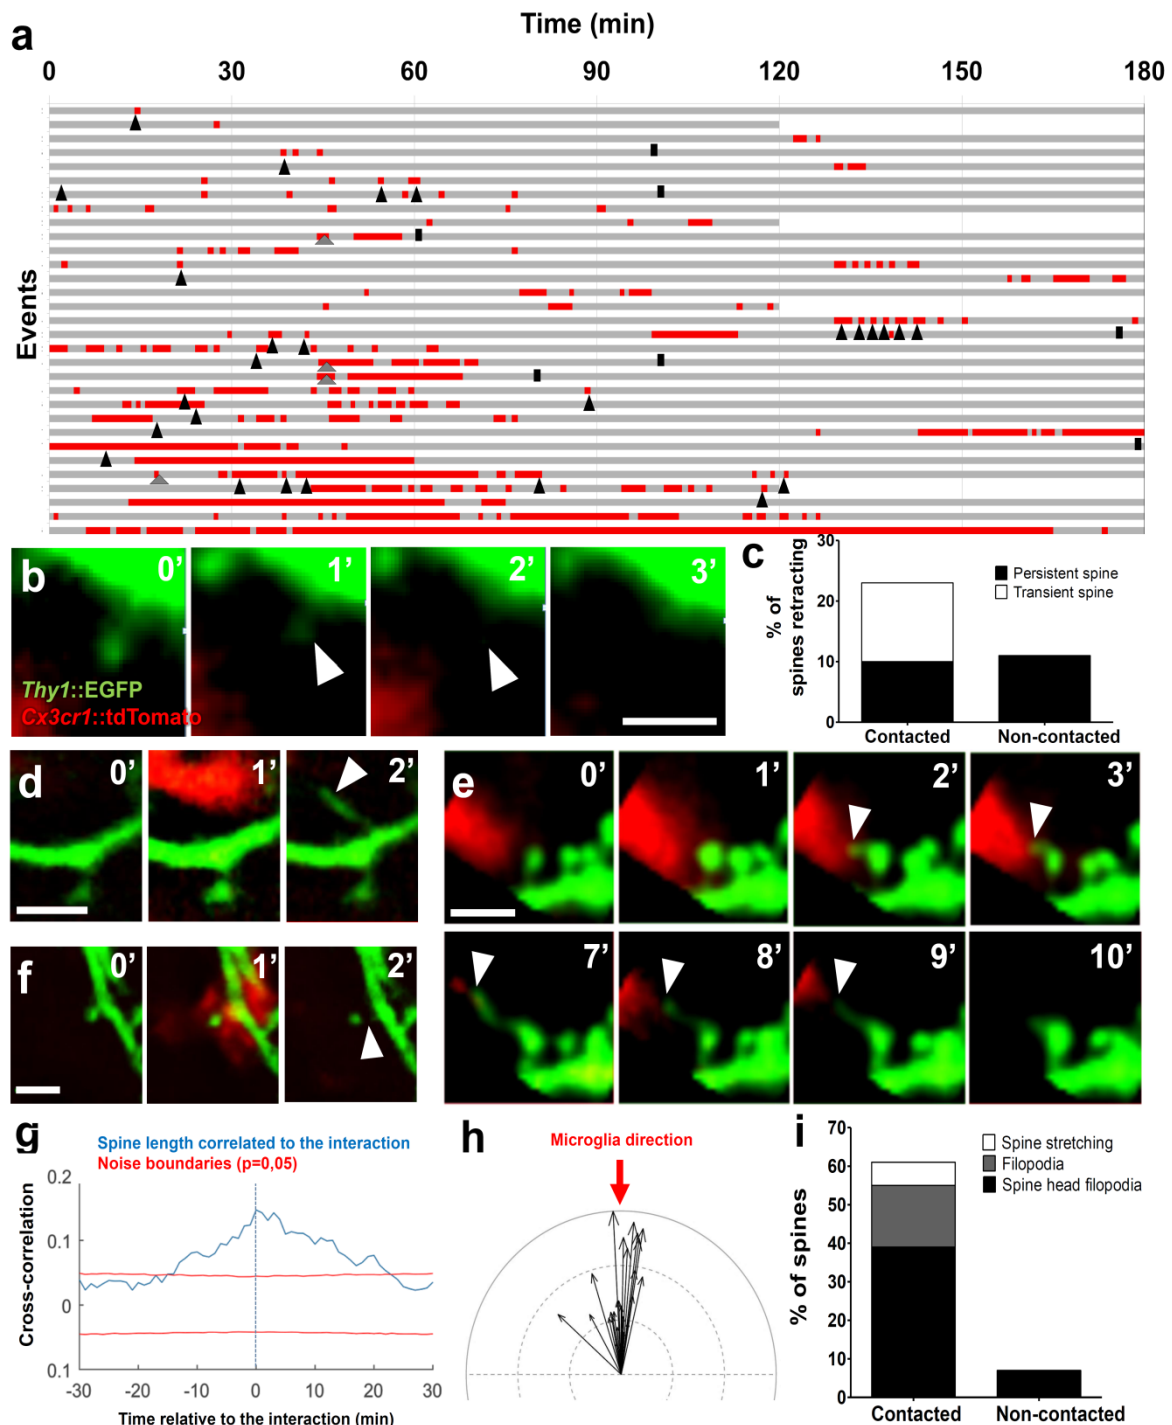 a
Time (min)
0 30 60 90 120 150 180
Events
b
0’ 1’ 2’ 3’
Thy1::EGFP
Cx3cr1::tdTomato
c
% of
spines retracting
30
20
10
0
Persistent spine
Transient spine
Contacted Non-contacted
d
0’ 1’ 2’
e
0’ 1’ 2’ 3’
7’ 8’ 9’ 10’
f
0’ 1’ 2’
g
Spine length correlated to the interaction
Noise boundaries (p=0,05)
Cross-correlation
0.2
0.1
0
0.1
-30 -20 -10 0 10 20 30
Time relative to the interaction (min)
h
Microglia direction
i
% of spines
70
60
50
40
30
20
10
0
Spine stretching
Filopodia
Spine head filopodia
Contacted Non-contacted